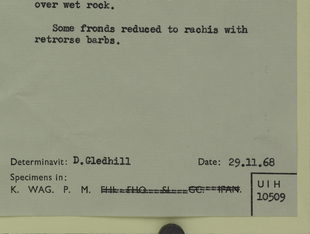 over wet rock.
Some fronds reduced to rachis with
retrorse barbs.
Determinavit: D.Gledhill Date: 29.11.68
Specimens in:
K. WAG. P. M. FHI. FHO. SL. GC. IFAN.
UIH
10509